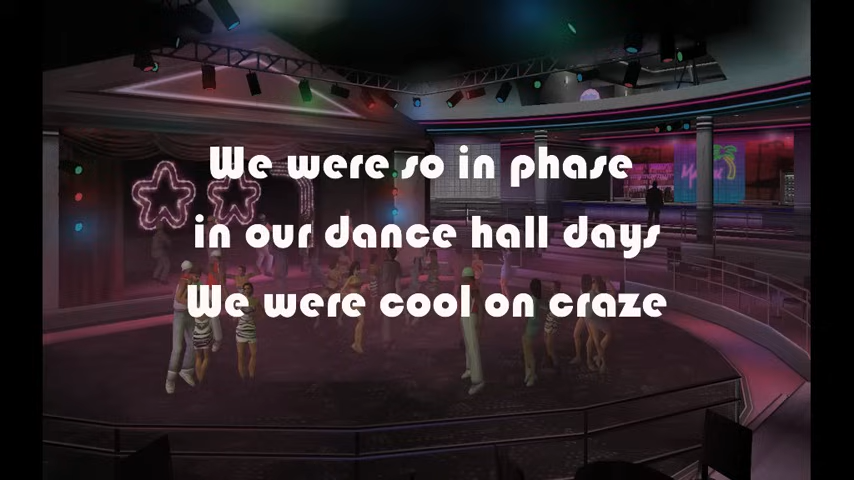 We were so in phase
in our dance hall days
We were cool on craze